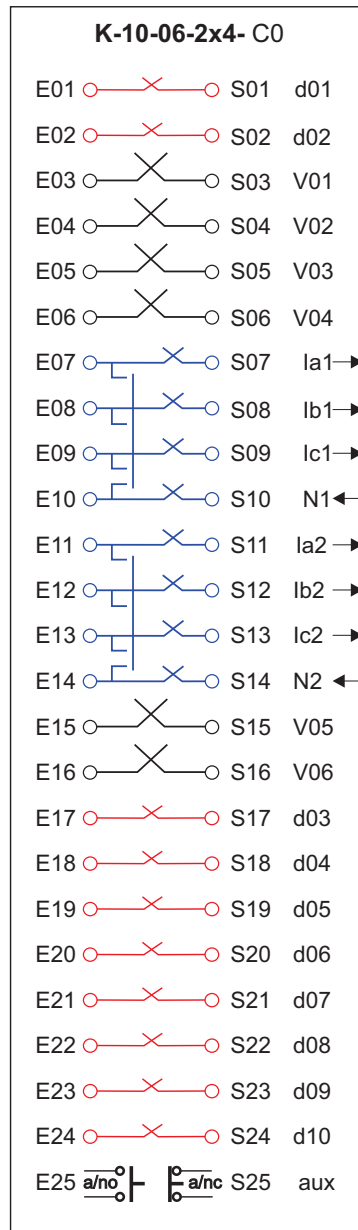 K-10-06-2x4- C0
E01 S01 d01
E02 S02 d02
E03 S03 V01
E04 S04 V02
E05 S05 V03
E06 S06 V04
E07 S07 Ia1
E08 S08 Ib1
E09 S09 Ic1
E10 S10 N1
E11 S11 Ia2
E12 S12 Ib2
E13 S13 Ic2
E14 S14 N2
E15 S15 V05
E16 S16 V06
E17 S17 d03
E18 S18 d04
E19 S19 d05
E20 S20 d06
E21 S21 d07
E22 S22 d08
E23 S23 d09
E24 S24 d10
E25 a/no a/nc S25 aux